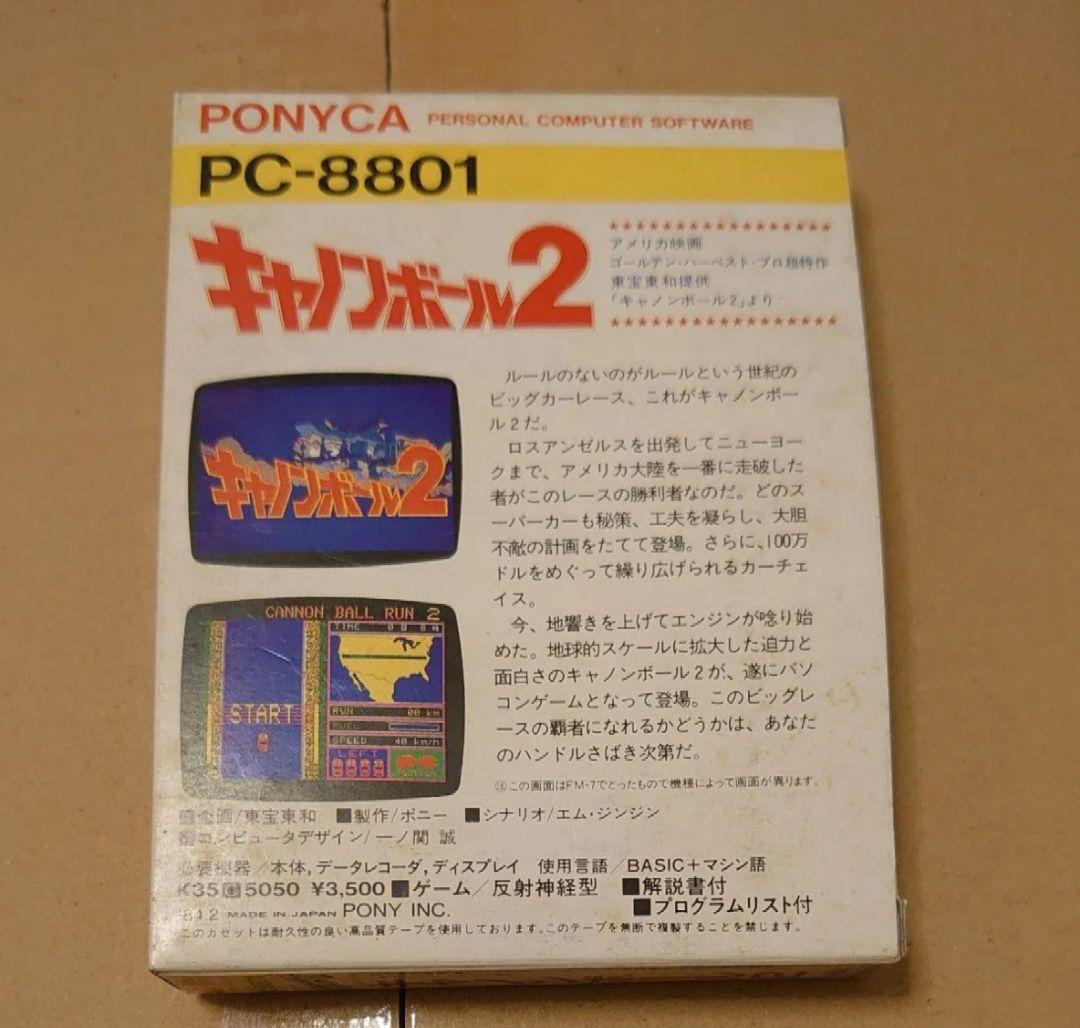 PONYCA PERSONAL COMPUTER SOFTWARE
PC-8801
キャノンボール2
アメリカ映画
ゴールデン・ハーベスト・プロ超特作
東宝東和提供
「キャノンボール2」より
ルールのないのがルールという世紀の
ビッグカーレース、これがキャノンボー
ル2だ。
ロスアンゼルスを出発してニューヨー
クまで、アメリカ大陸を一番に走破した
者がこのレースの勝利者なのだ。どのス
ーパーカーも秘策、工夫を凝らし、大胆
不敵の計画をたてて登場。さらに、100万
ドルをめぐって繰り広げられるカーチェ
イス。
今、地響きを上げてエンジンが唸り始
めた。地球的スケールに拡大した迫力と
面白さのキャノンボール2が、遂にパソ
コンゲームとなって登場。このビッグレ
ースの覇者になれるかどうかは、あなた
のハンドルさばき次第だ。
キャノンボール2
CANNON BALL RUN 2
TIME
START
RUN 00 km
FUEL
SPEED 40 km/h
LEFT
この画面はFM-7でとったもので機種によって画面が異ります。
■企画/東宝東和 ■製作/ポニー ■シナリオ/エム・ジンジン
■コンピュータデザイン/一ノ関 誠
必要機器/本体,データレコーダ,ディスプレイ 使用言語/BASIC+マシン語
K35 5050 ¥3,500 ■ゲーム/反射神経型 ■解説書付
■プログラムリスト付
'84.2 MADE IN JAPAN PONY INC.
このカセットは耐久性の良い高品質テープを使用しております。このテープを無断で複製することを禁じます。